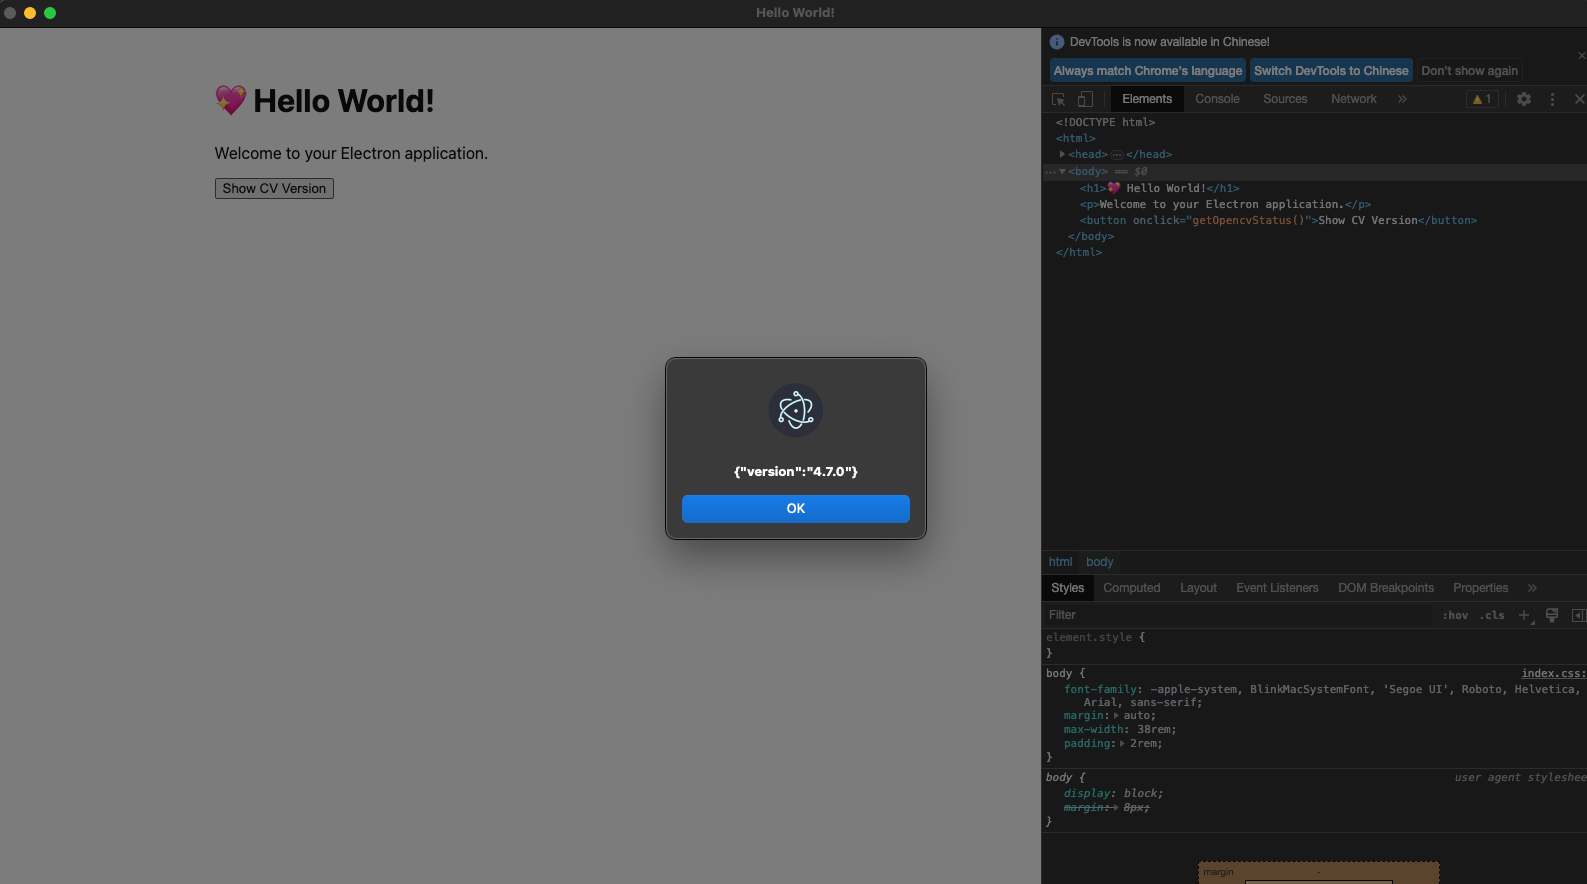 Hello World!
💖 Hello World!
Welcome to your Electron application.
Show CV Version
{"version":"4.7.0"}
OK
DevTools is now available in Chinese!
Always match Chrome's language
Switch DevTools to Chinese
Don't show again
Elements
Console
Sources
Network
1
<!DOCTYPE html>
<html>
<head> … </head>
<body> == $0
<h1>💖 Hello World!</h1>
<p>Welcome to your Electron application.</p>
<button onclick="getOpencvStatus()">Show CV Version</button>
</body>
</html>
html body
Styles
Computed
Layout
Event Listeners
DOM Breakpoints
Properties
Filter
:hov .cls
element.style {
}
body {
index.css:
font-family: -apple-system, BlinkMacSystemFont, 'Segoe UI', Roboto, Helvetica,
Arial, sans-serif;
margin: auto;
max-width: 38rem;
padding: 2rem;
}
body {
user agent styleshee
display: block;
margin: 8px;
}
margin -